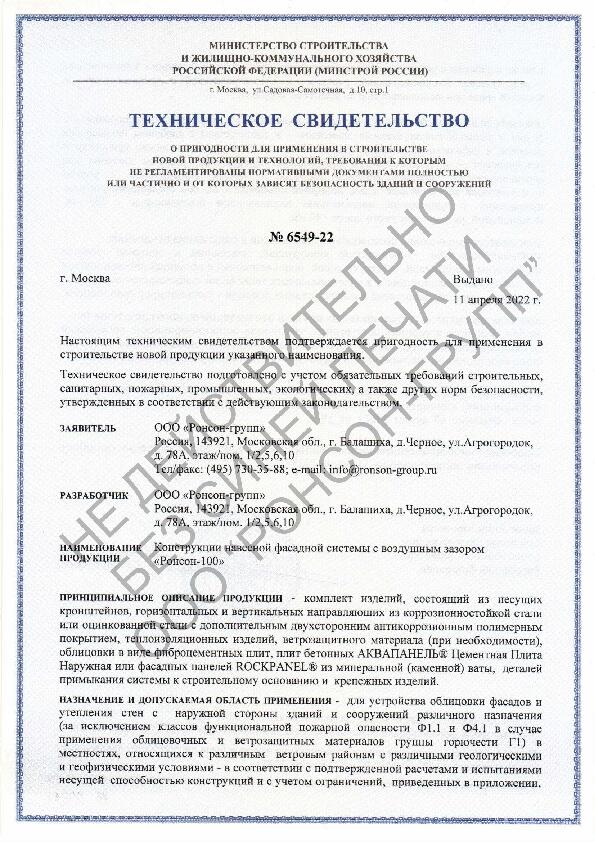 МИНИСТЕРСТВО СТРОИТЕЛЬСТВА
И ЖИЛИЩНО-КОММУНАЛЬНОГО ХОЗЯЙСТВА
РОССИЙСКОЙ ФЕДЕРАЦИИ (МИНСТРОЙ РОССИИ)
г. Москва, ул.Садовая-Самотечная, д.10, стр.1
ТЕХНИЧЕСКОЕ СВИДЕТЕЛЬСТВО
О ПРИГОДНОСТИ ДЛЯ ПРИМЕНЕНИЯ В СТРОИТЕЛЬСТВЕ
НОВОЙ ПРОДУКЦИИ И ТЕХНОЛОГИЙ, ТРЕБОВАНИЯ К КОТОРЫМ
НЕ РЕГЛАМЕНТИРОВАНЫ НОРМАТИВНЫМИ ДОКУМЕНТАМИ ПОЛНОСТЬЮ
ИЛИ ЧАСТИЧНО И ОТ КОТОРЫХ ЗАВИСЯТ БЕЗОПАСНОСТЬ ЗДАНИЙ И СООРУЖЕНИЙ
№ 6549-22
г. Москва
Выдано
11 апреля 2022 г.
Настоящим техническим свидетельством подтверждается пригодность для применения в
строительстве новой продукции указанного наименования.
Техническое свидетельство подготовлено с учетом обязательных требований строительных,
санитарных, пожарных, промышленных, экологических, а также других норм безопасности,
утвержденных в соответствии с действующим законодательством.
ЗАЯВИТЕЛЬ ООО «Ронсон-групп»
Россия, 143921, Московская обл., г. Балашиха, д.Черное, ул.Агрогородок,
д. 78А, этаж/пом. 1/2,5,6,10
Тел/факс: (495) 730-35-88; e-mail: info@ronson-group.ru
РАЗРАБОТЧИК ООО «Ронсон-групп»
Россия, 143921, Московская обл., г. Балашиха, д.Черное, ул.Агрогородок,
д. 78А, этаж/пом. 1/2,5,6,10
НАИМЕНОВАНИЕ ПРОДУКЦИИ Конструкции навесной фасадной системы с воздушным зазором
«Ронсон-100»
ПРИНЦИПИАЛЬНОЕ ОПИСАНИЕ ПРОДУКЦИИ - комплект изделий, состоящий из несущих
кронштейнов, горизонтальных и вертикальных направляющих из коррозионностойкой стали
или оцинкованной стали с дополнительным двухсторонним антикоррозионным полимерным
покрытием, теплоизоляционных изделий, ветрозащитного материала (при необходимости),
облицовки в виде фиброцементных плит, плит бетонных АКВАПАНЕЛЬ® Цементная Плита
Наружная или фасадных панелей ROCKPANEL® из минеральной (каменной) ваты, деталей
примыкания системы к строительному основанию и крепежных изделий.
НАЗНАЧЕНИЕ И ДОПУСКАЕМАЯ ОБЛАСТЬ ПРИМЕНЕНИЯ - для устройства облицовки фасадов и
утепления стен с наружной стороны зданий и сооружений различного назначения
(за исключением классов функциональной пожарной опасности Ф1.1 и Ф4.1 в случае
применения облицовочных и ветрозащитных материалов группы горючести Г1) в
местностях, относящихся к различным ветровым районам с различными геологическими
и геофизическими условиями - в соответствии с подтвержденной расчетами и испытаниями
несущей способностью конструкций и с учетом ограничений, приведенных в приложении.
НЕ ДЕЙСТВИТЕЛЬНО
БЕЗ СИНЕЙ ПЕЧАТИ
ООО "РОНСОН-ГРУПП"